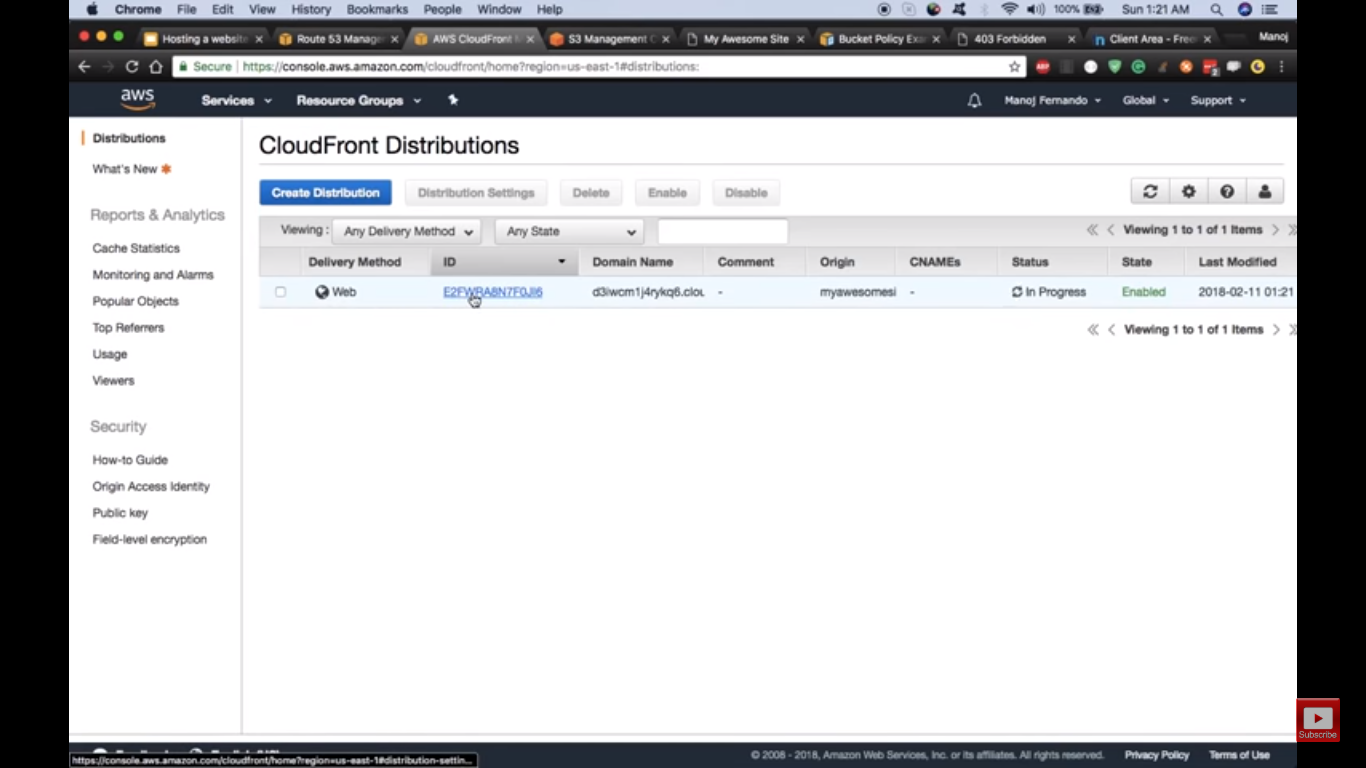 Chrome File Edit View History Bookmarks People Window Help 100% Sun 1:21 AM
Hosting a website Route 53 Manage AWS CloudFront S3 Management My Awesome Site Bucket Policy Exa 403 Forbidden Client Area - Free Manoj
Secure https://console.aws.amazon.com/cloudfront/home?region=us-east-1#distributions:
aws Services Resource Groups Manoj Fernando Global Support
Distributions
What's New
Reports & Analytics
Cache Statistics
Monitoring and Alarms
Popular Objects
Top Referrers
Usage
Viewers
Security
How-to Guide
Origin Access Identity
Public key
Field-level encryption
CloudFront Distributions
Create Distribution Distribution Settings Delete Enable Disable
Viewing : Any Delivery Method Any State Viewing 1 to 1 of 1 Items
Delivery Method ID Domain Name Comment Origin CNAMEs Status State Last Modified
Web E2FWRA8N7F0JI6 d3iwcm1j4rykq6.clou - myawesomesi - In Progress Enabled 2018-02-11 01:21
Viewing 1 to 1 of 1 Items
Subscribe
© 2008 - 2018, Amazon Web Services, Inc. or its affiliates. All rights reserved. Privacy Policy Terms of Use
https://console.aws.amazon.com/cloudfront/home?region=us-east-1#distribution-settin...